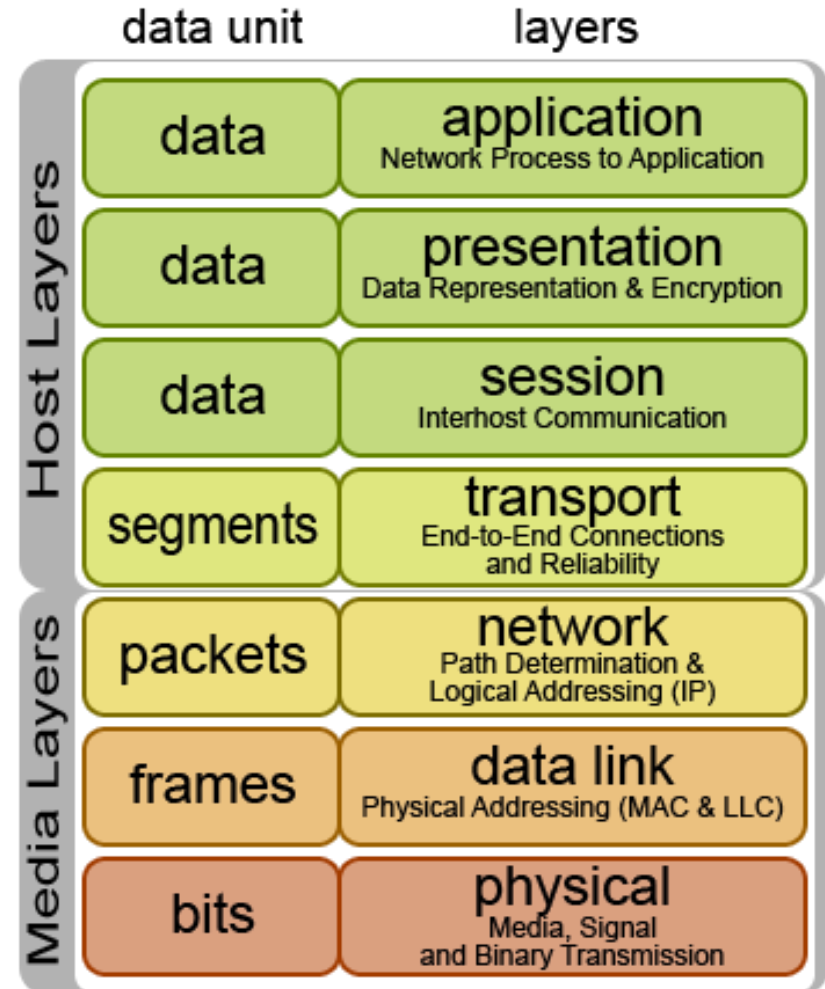 data unit layers
Host Layers
data application
Network Process to Application
data presentation
Data Representation & Encryption
data session
Interhost Communication
segments transport
End-to-End Connections
and Reliability
Media Layers
packets network
Path Determination &
Logical Addressing (IP)
frames data link
Physical Addressing (MAC & LLC)
bits physical
Media, Signal
and Binary Transmission